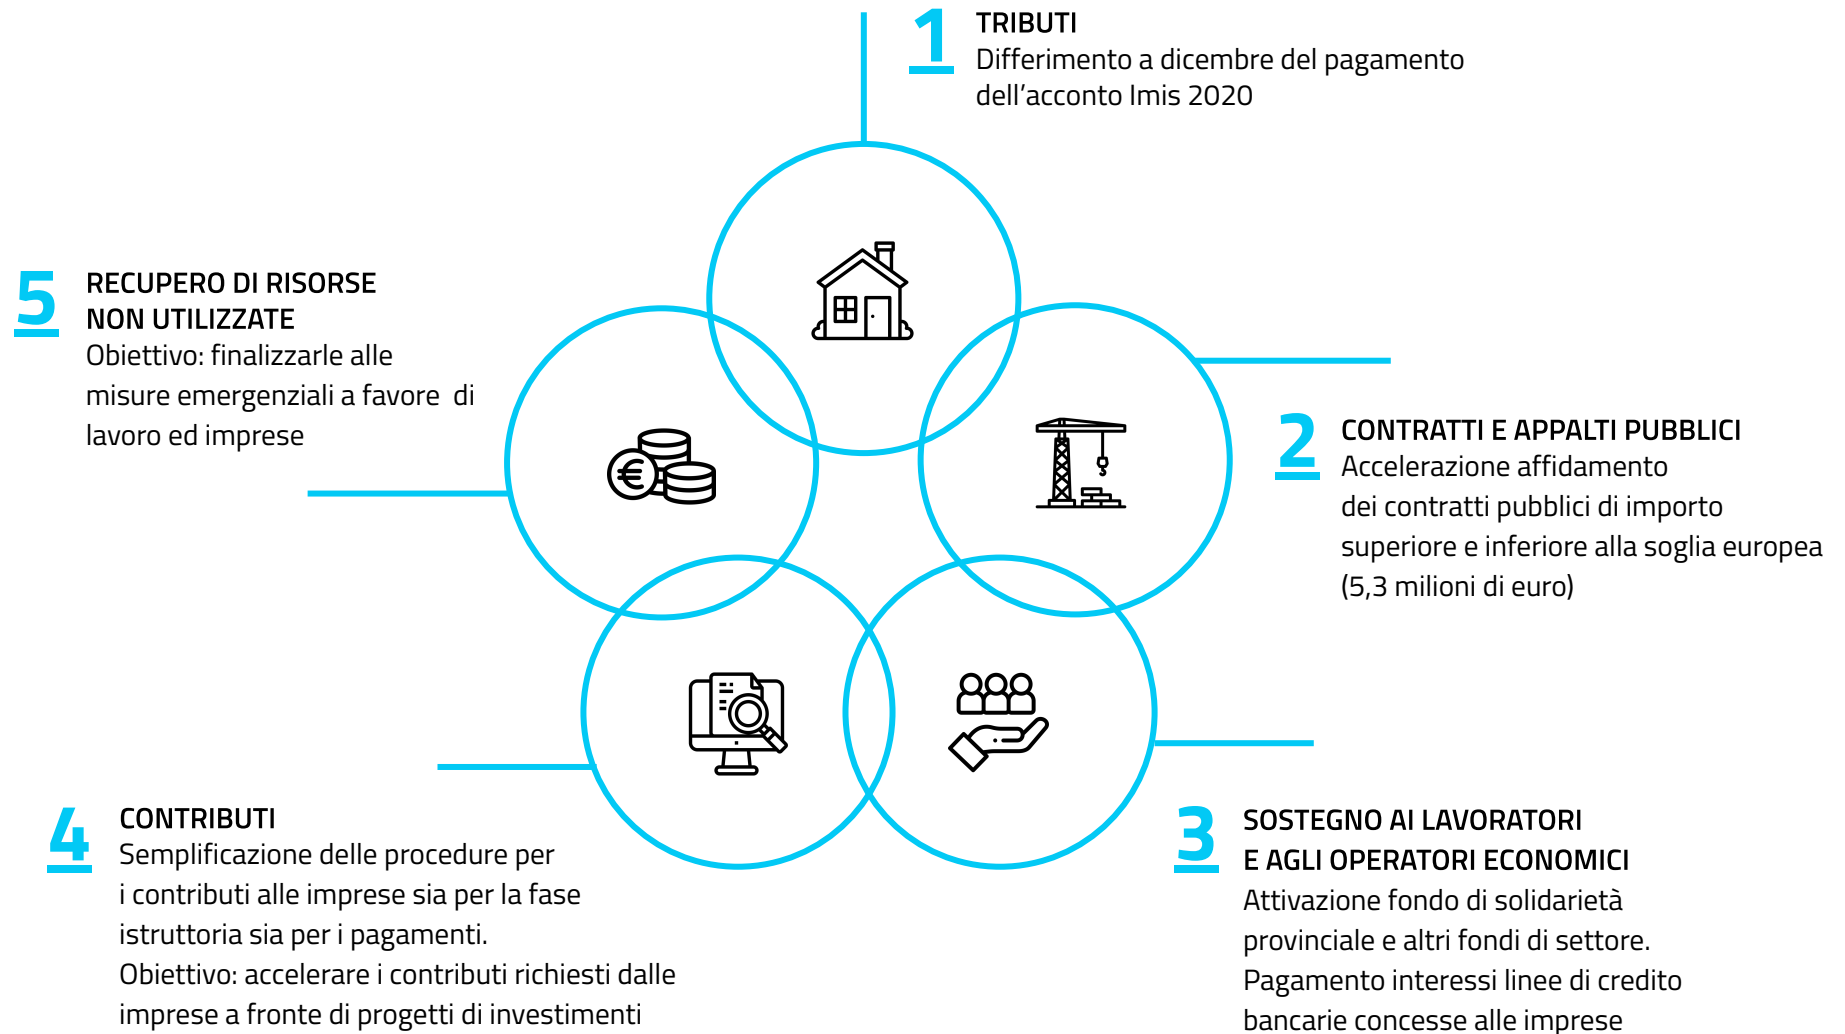 1
TRIBUTI
Differimento a dicembre del pagamento
dell'acconto Imis 2020
2
CONTRATTI E APPALTI PUBBLICI
Accelerazione affidamento
dei contratti pubblici di importo
superiore e inferiore alla soglia europea
(5,3 milioni di euro)
3
SOSTEGNO AI LAVORATORI
E AGLI OPERATORI ECONOMICI
Attivazione fondo di solidarietà
provinciale e altri fondi di settore.
Pagamento interessi linee di credito
bancarie concesse alle imprese
4
CONTRIBUTI
Semplificazione delle procedure per
i contributi alle imprese sia per la fase
istruttoria sia per i pagamenti.
Obiettivo: accelerare i contributi richiesti dalle
imprese a fronte di progetti di investimenti
5
RECUPERO DI RISORSE
NON UTILIZZATE
Obiettivo: finalizzarle alle
misure emergenziali a favore  di
lavoro ed imprese
€